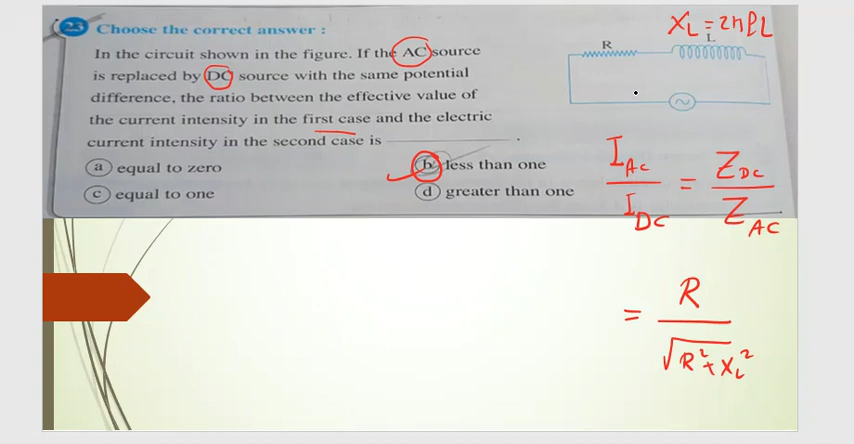 23 Choose the correct answer :
In the circuit shown in the figure. If the AC source
is replaced by DC source with the same potential
difference, the ratio between the effective value of
the current intensity in the first case and the electric
current intensity in the second case is .
a equal to zero
b less than one
c equal to one
d greater than one
X_L = 2πfL
R
L
I_AC / I_DC = Z_DC / Z_AC
= R / √R² + X_L²